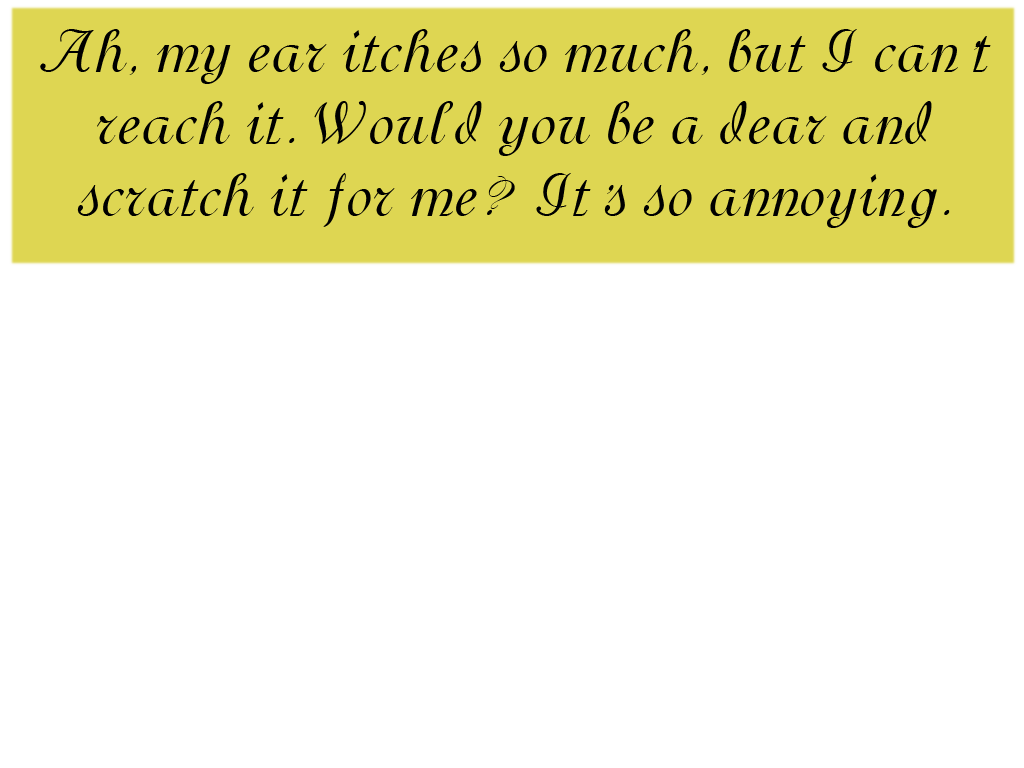 Ah, my ear itches so much, but I can't
reach it. Would you be a dear and
scratch it for me? It's so annoying.